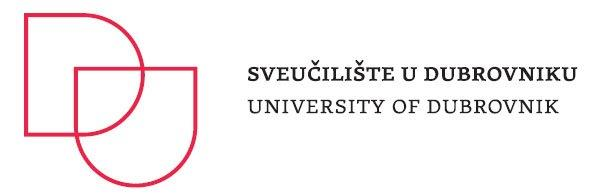 SVEUČILIŠTE U DUBROVNIKU
UNIVERSITY OF DUBROVNIK